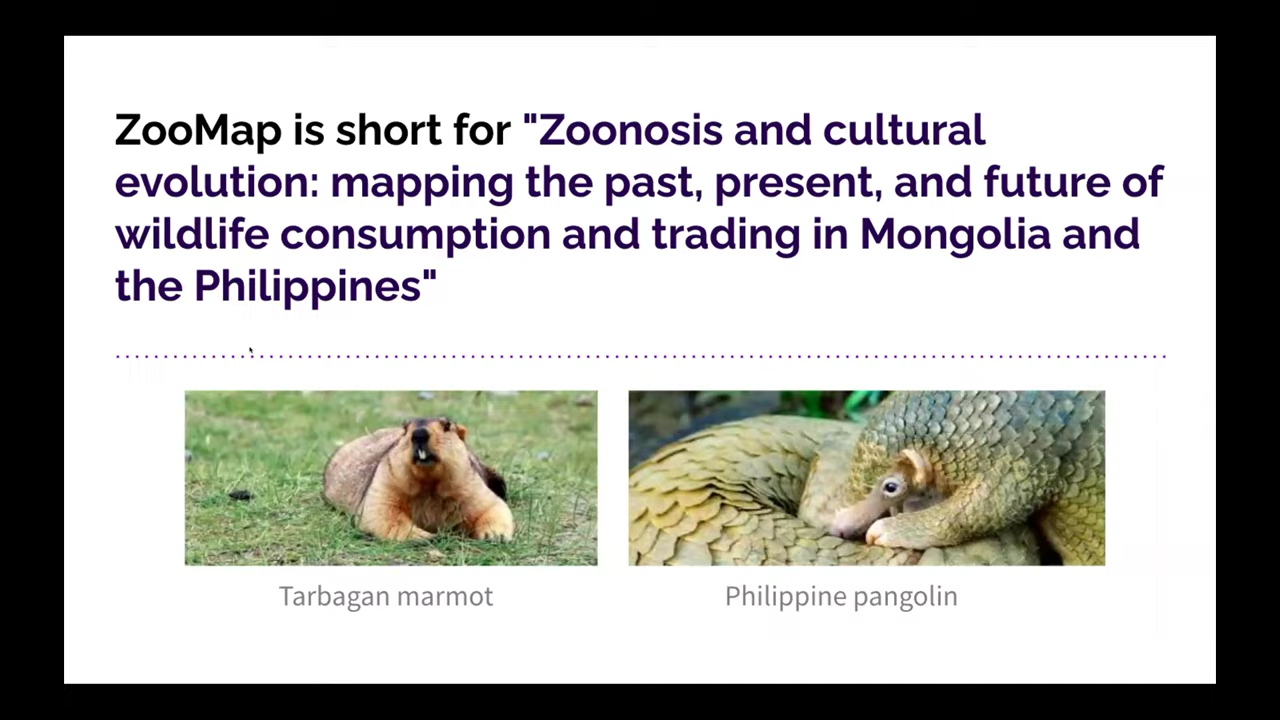 ZooMap is short for "Zoonosis and cultural
evolution: mapping the past, present, and future of
wildlife consumption and trading in Mongolia and
the Philippines"
Tarbagan marmot
Philippine pangolin